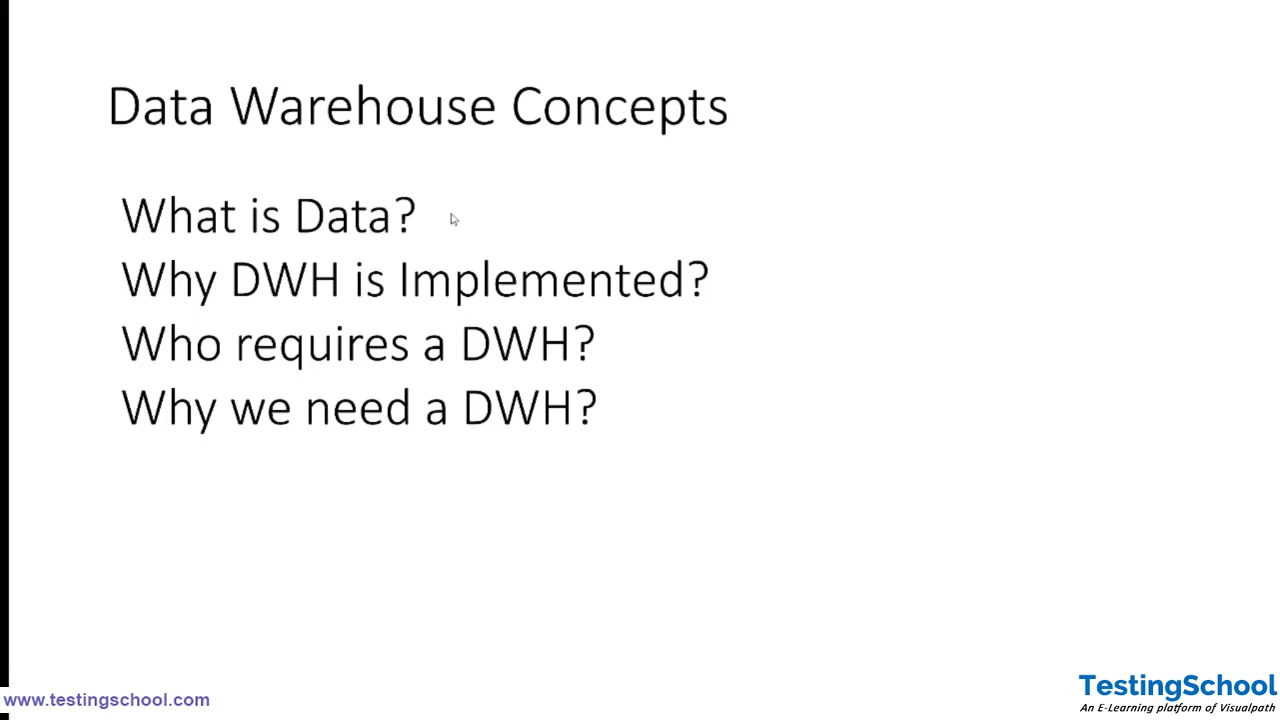 Data Warehouse Concepts
What is Data?
Why DWH is Implemented?
Who requires a DWH?
Why we need a DWH?
www.testingschool.com
TestingSchool
An E-Learning platform of Visualpath